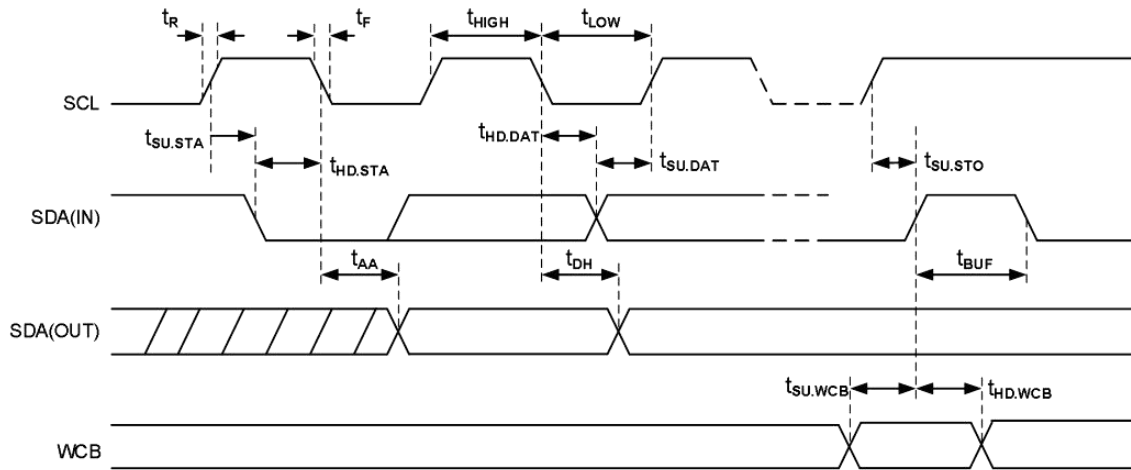 tR tF tHIGH tLOW
SCL
tSU.STA tHD.STA tHD.DAT tSU.DAT tSU.STO
SDA(IN)
tAA tDH tBUF
SDA(OUT)
tSU.WCB tHD.WCB
WCB